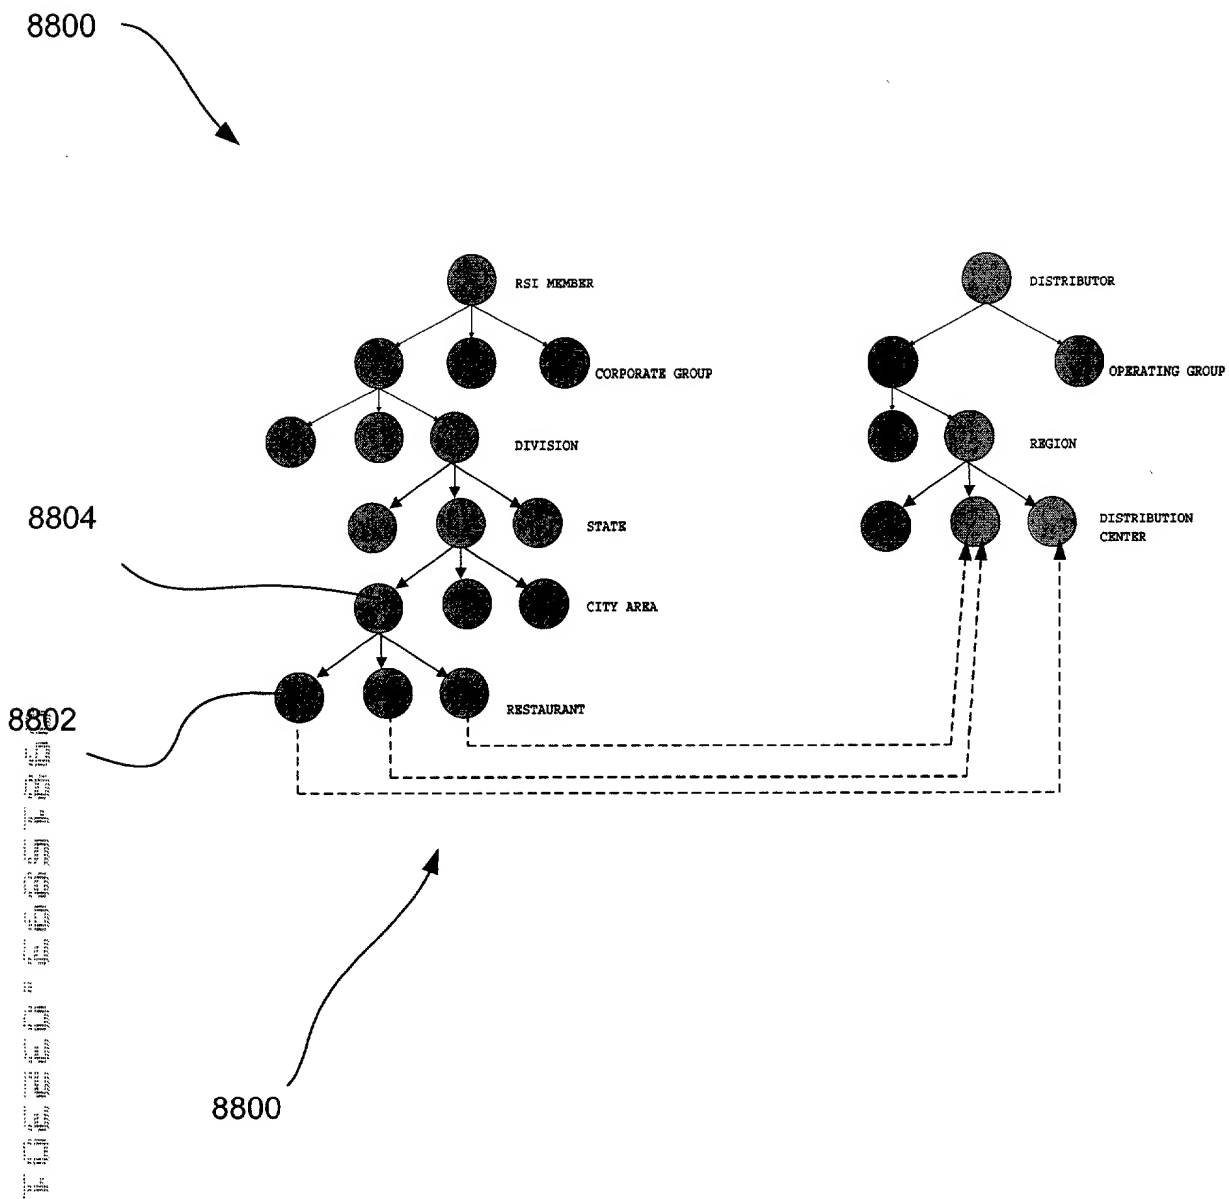 8800
RSI MEMBER
DISTRIBUTOR
CORPORATE GROUP
OPERATING GROUP
DIVISION
REGION
8804
STATE
DISTRIBUTION
CENTER
CITY AREA
RESTAURANT
8802
8800